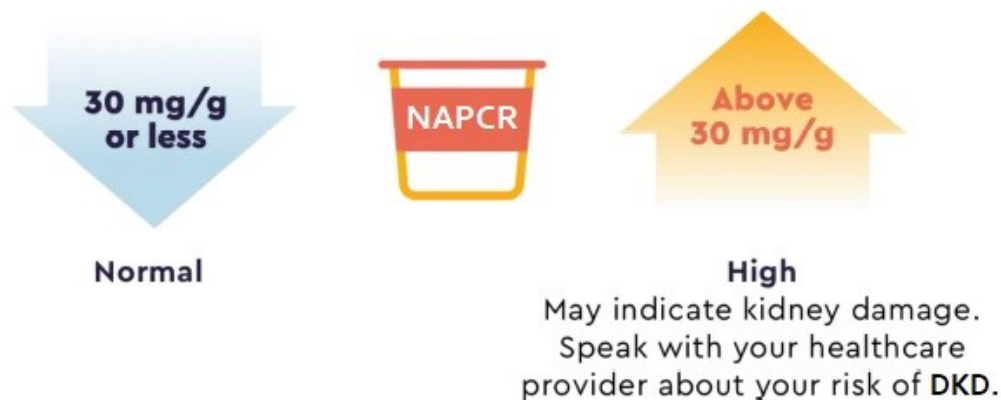 30 mg/g
or less
NAPCR
Above
30 mg/g
Normal
High
May indicate kidney damage.
Speak with your healthcare
provider about your risk of DKD.